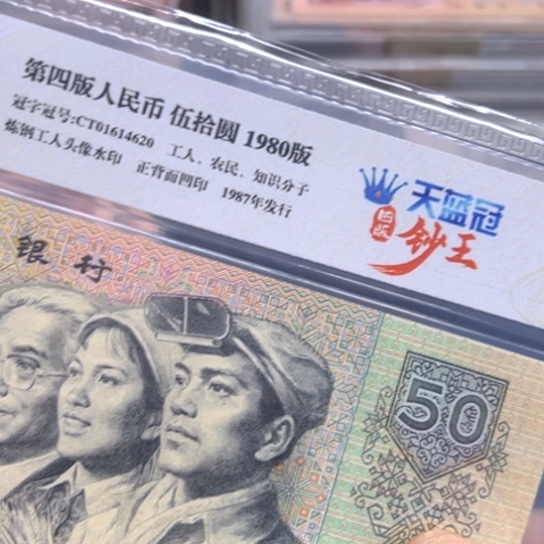 第四版人民币 伍拾圆 1980版
冠字冠号:CT01614620 工人、农民、知识分子
炼钢工人头像水印 正背面凹印 1987年发行
天蓝冠
四版
钞王
银行
50